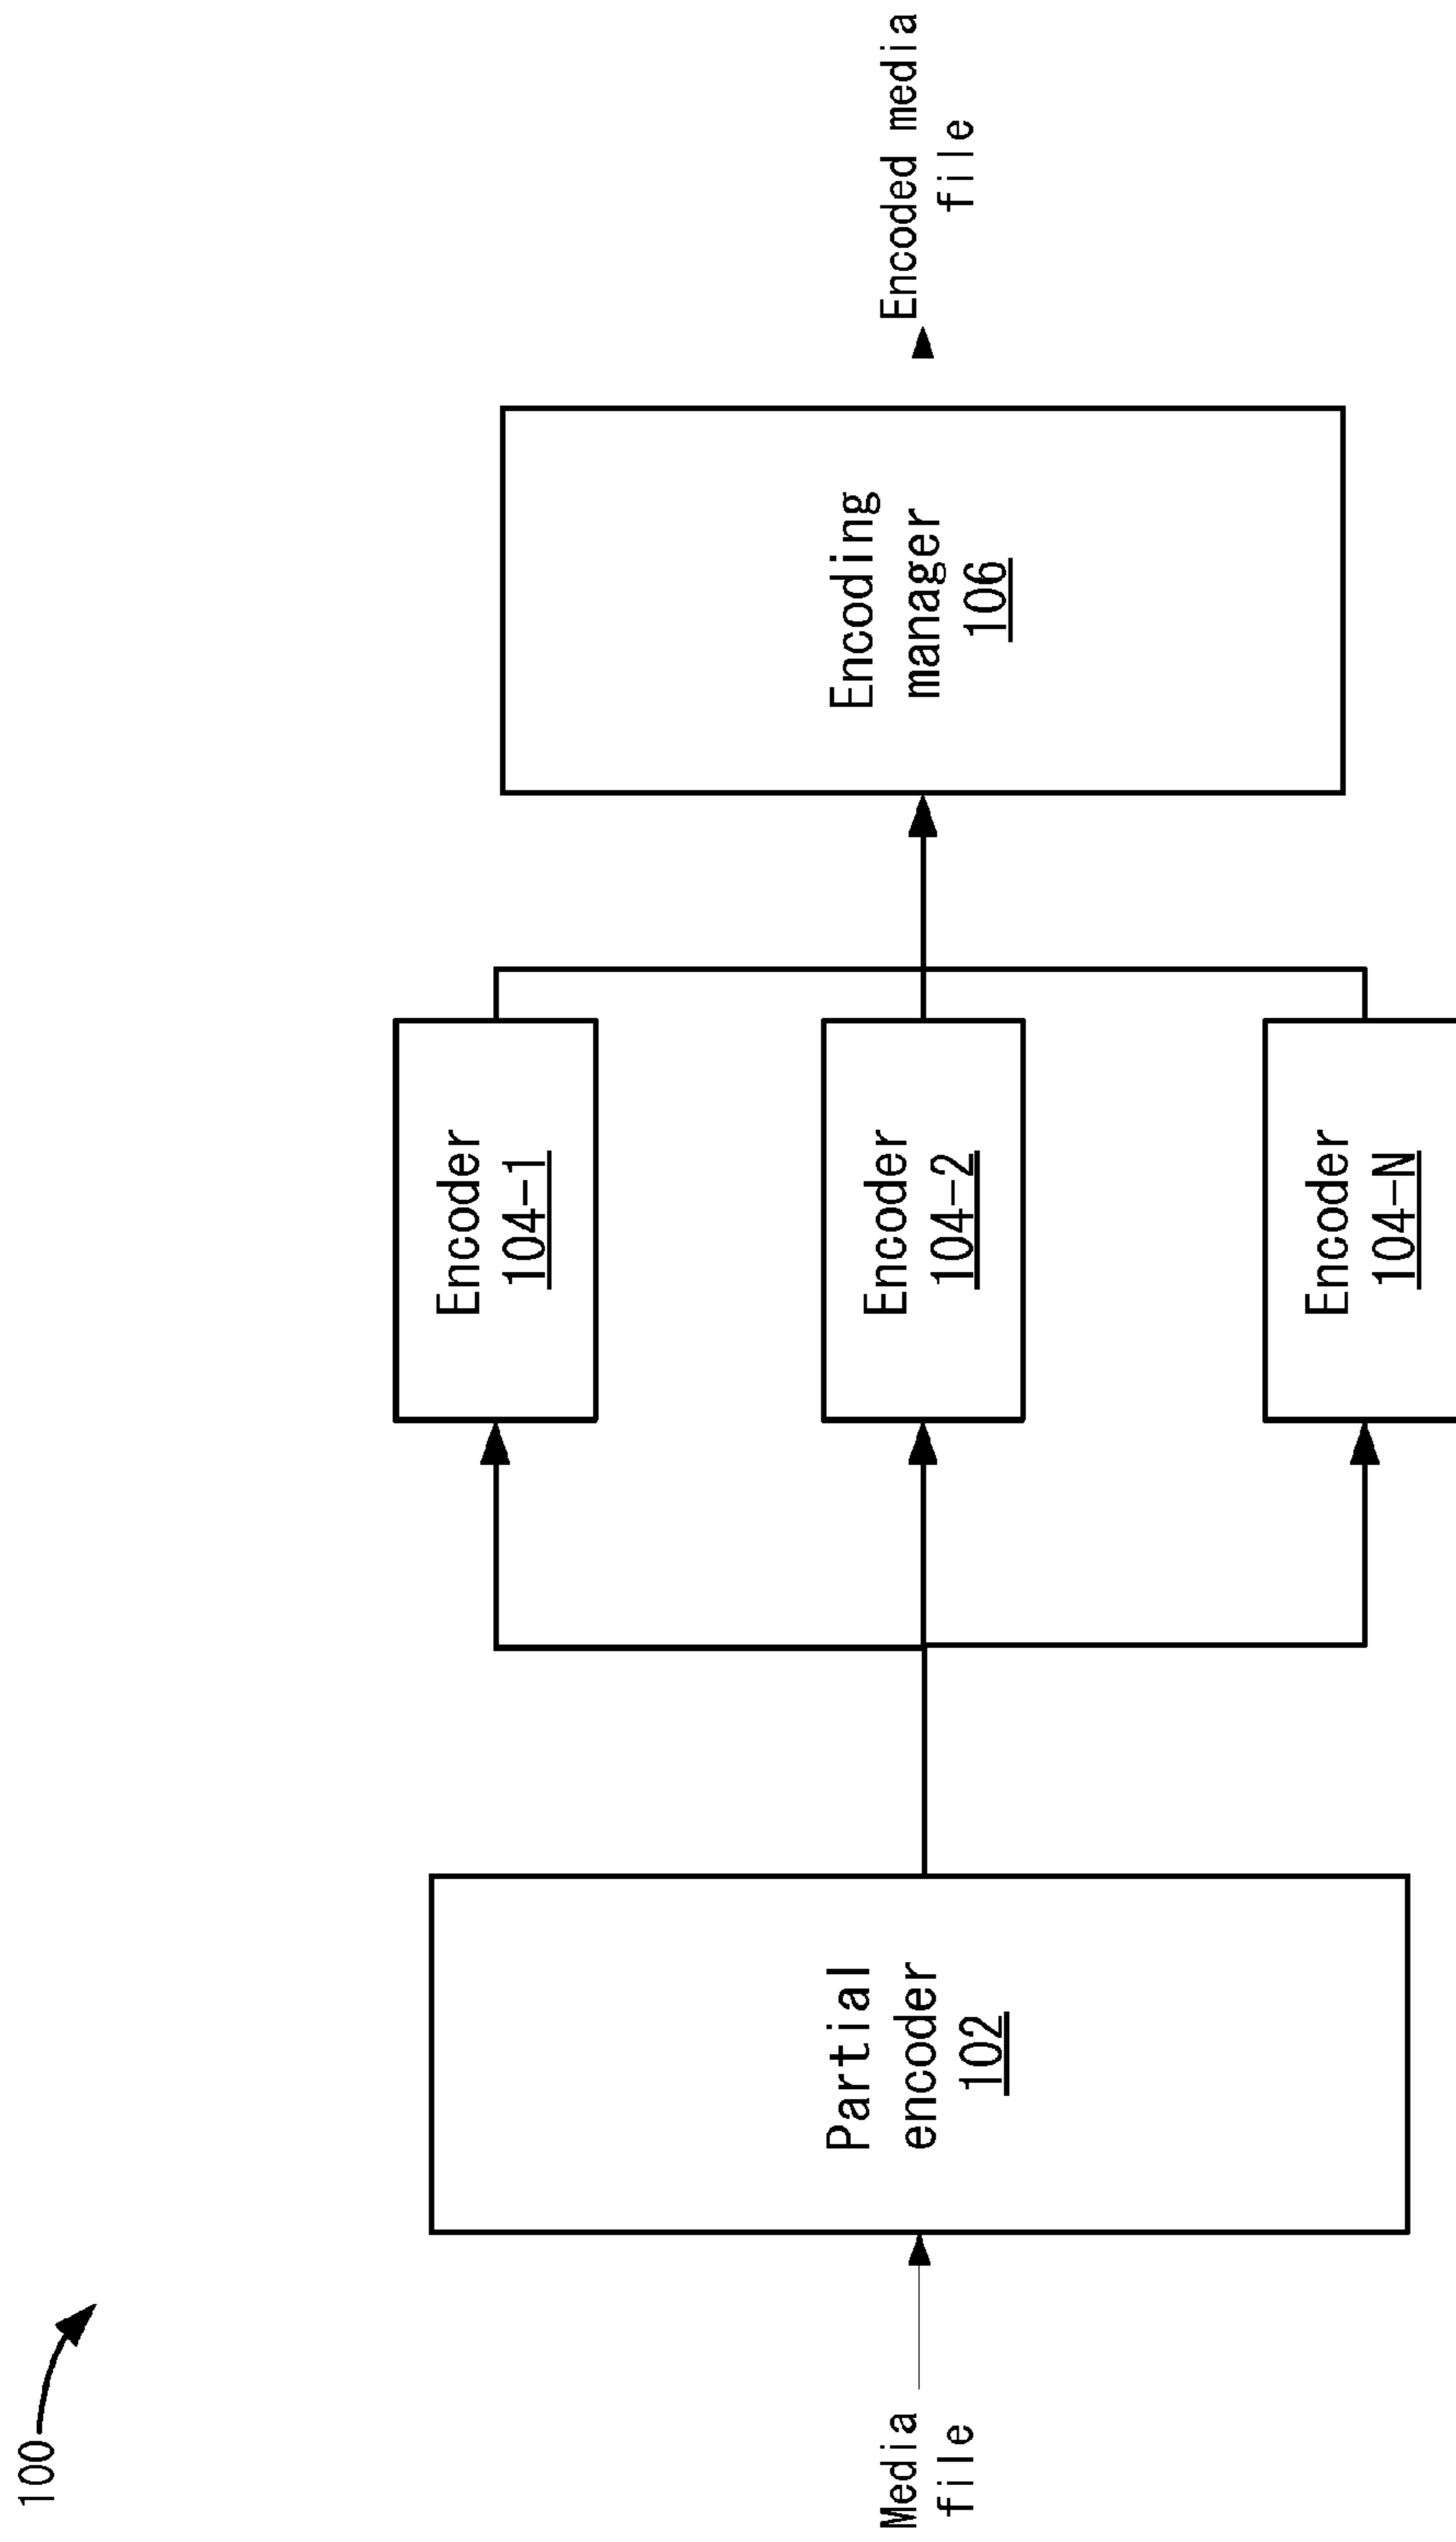 100
Media
file
Partial
encoder
102
Encoder
104-1
Encoder
104-2
Encoder
104-N
Encoding
manager
106
Encoded media
file